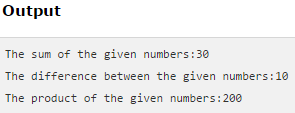 Output
The sum of the given numbers:30
The difference between the given numbers:10
The product of the given numbers:200